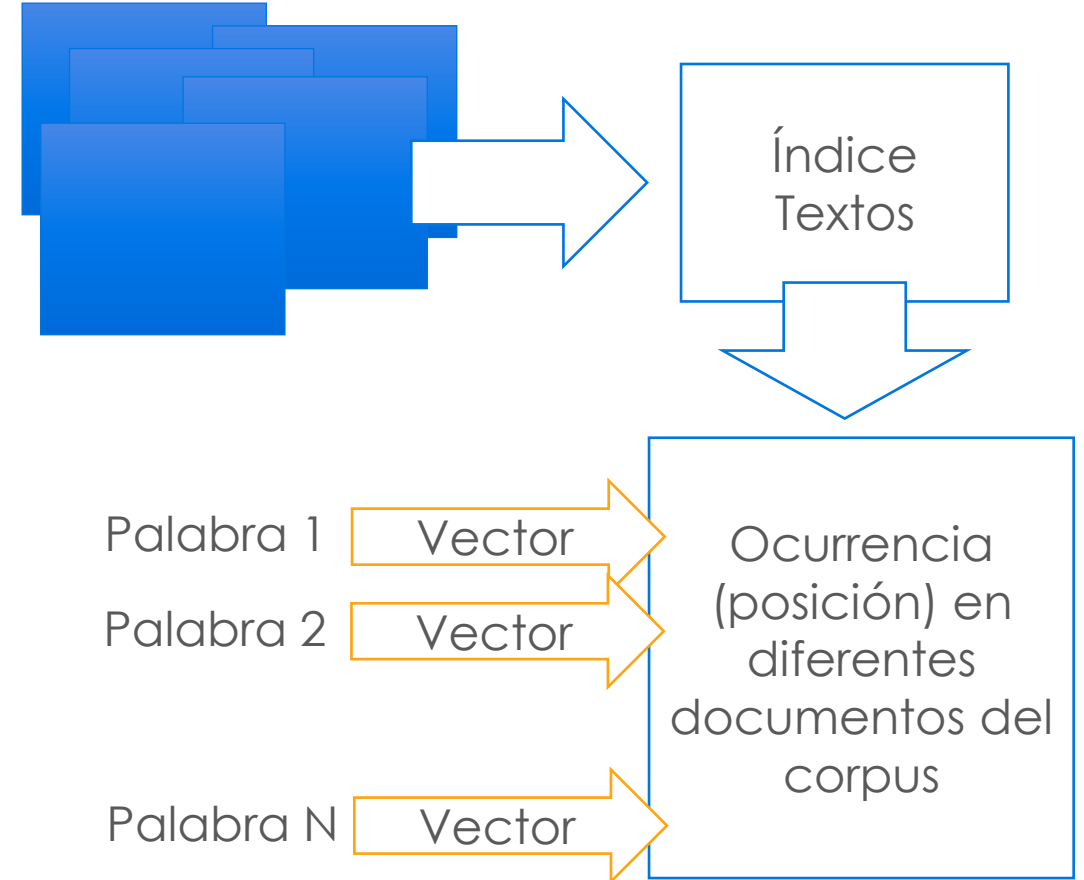 Índice
Textos
Palabra 1
Vector
Palabra 2
Vector
Palabra N
Vector
Ocurrencia
(posición) en
diferentes
documentos del
corpus